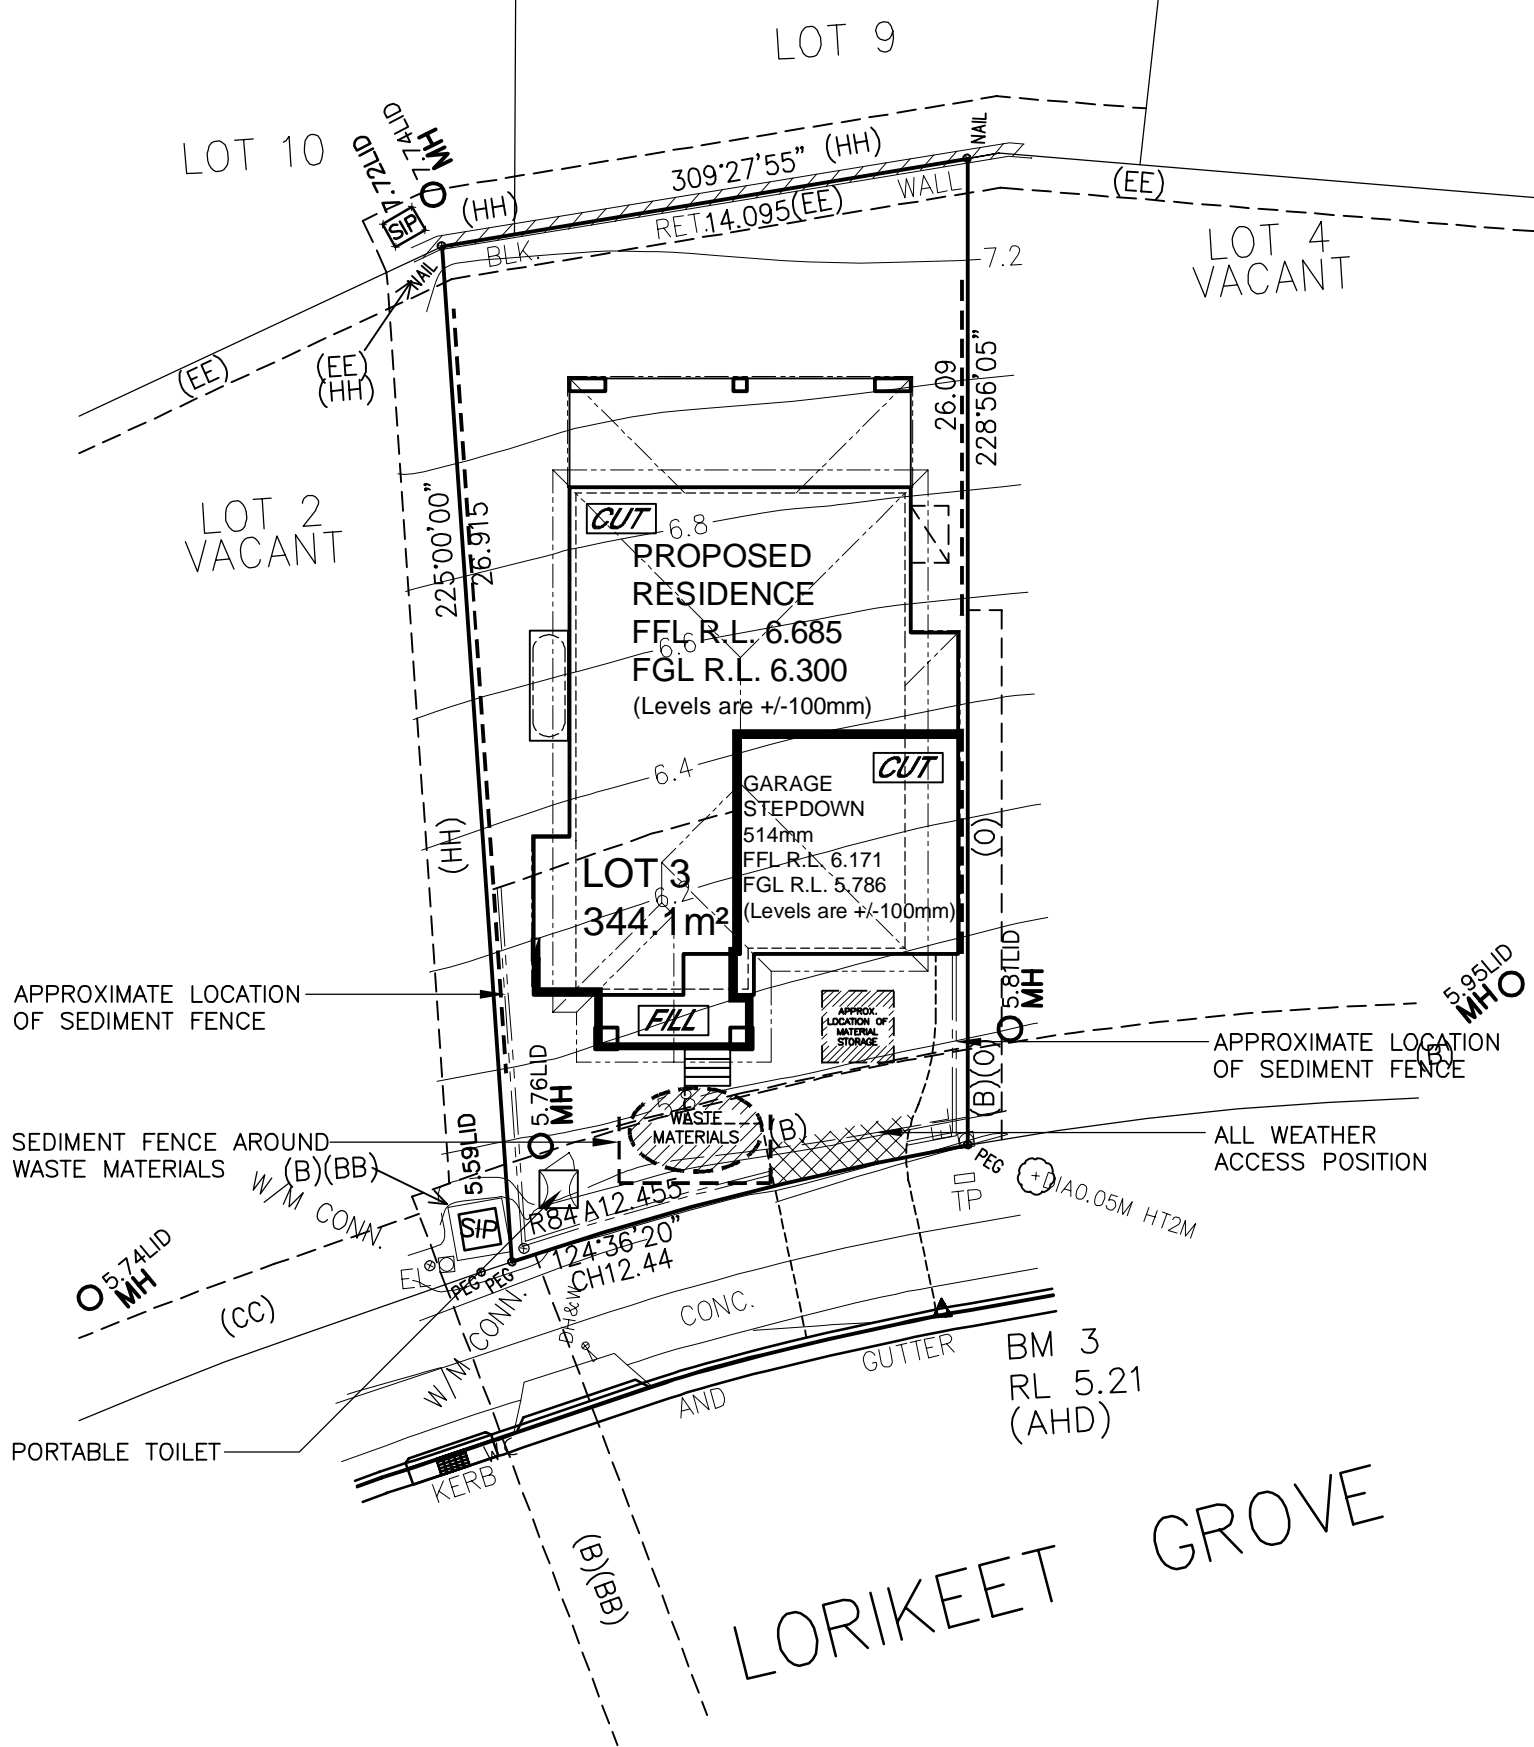 LOT 9
LOT 10
7.74LID
MH
7.72LID
SIP
(HH)
309°27'55" (HH)
NAIL
BLK.
RET.
14.095(EE)
WALL
(EE)
NAIL
7.2
LOT 4
VACANT
(EE)
(EE)
(HH)
26.09
228°56'05"
LOT 2
VACANT
225°00'00"
26.915
CUT
6.8
PROPOSED
RESIDENCE
FFL R.L. 6.685
6.6
FGL R.L. 6.300
(Levels are +/-100mm)
6.4
CUT
GARAGE
STEPDOWN
514mm
FFL R.L. 6.171
FGL R.L. 5.786
(Levels are +/-100mm)
(HH)
(O)
LOT 3
6.2
344.1m²
APPROXIMATE LOCATION
OF SEDIMENT FENCE
FILL
APPROX.
LOCATION OF
MATERIAL
STORAGE
5.81LID
MH
5.95LID
MH
APPROXIMATE LOCATION
OF SEDIMENT FENCE
(B)
(B)(O)
5.76LID
MH
WASTE
MATERIALS
(B)
SEDIMENT FENCE AROUND
WASTE MATERIALS
(B)(BB)
5.59LID
ALL WEATHER
ACCESS POSITION
PEG
TP
DIA0.05M HT2M
W/M CONN.
SIP
R84 A12.455
124°36'20"
CH12.44
5.74LID
MH
EL
PEG
PEG
(CC)
W/M CONN.
DH&W
CONC.
GUTTER
AND
KERB
BM 3
RL 5.21
(AHD)
PORTABLE TOILET
(B)(BB)
LORIKEET GROVE